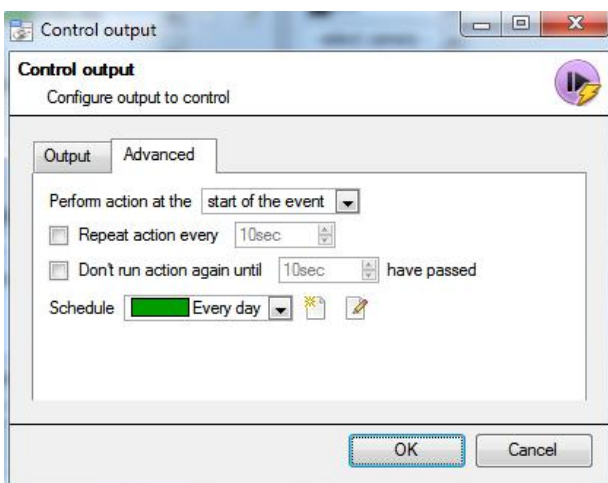 Control output
Control output
Configure output to control
Output Advanced
Perform action at the start of the event
Repeat action every 10sec
Don't run action again until 10sec have passed
Schedule Every day
OK Cancel